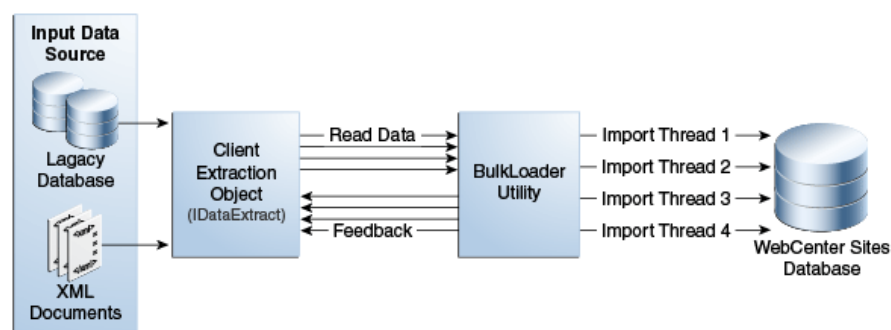 Input Data
Source
Lagacy
Database
XML
Documents
Client
Extraction
Object
(IDataExtract)
Read Data
Feedback
BulkLoader
Utility
Import Thread 1
Import Thread 2
Import Thread 3
Import Thread 4
WebCenter Sites
Database